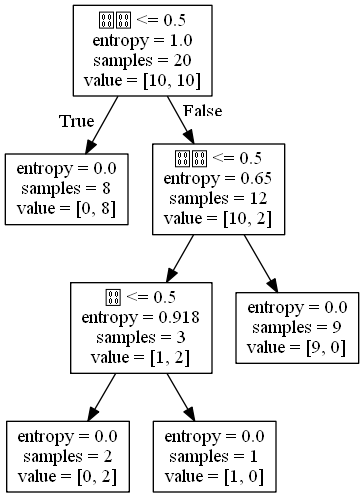 <= 0.5
entropy = 1.0
samples = 20
value = [10, 10]
True
False
entropy = 0.0
samples = 8
value = [0, 8]
<= 0.5
entropy = 0.65
samples = 12
value = [10, 2]
<= 0.5
entropy = 0.918
samples = 3
value = [1, 2]
entropy = 0.0
samples = 9
value = [9, 0]
entropy = 0.0
samples = 2
value = [0, 2]
entropy = 0.0
samples = 1
value = [1, 0]